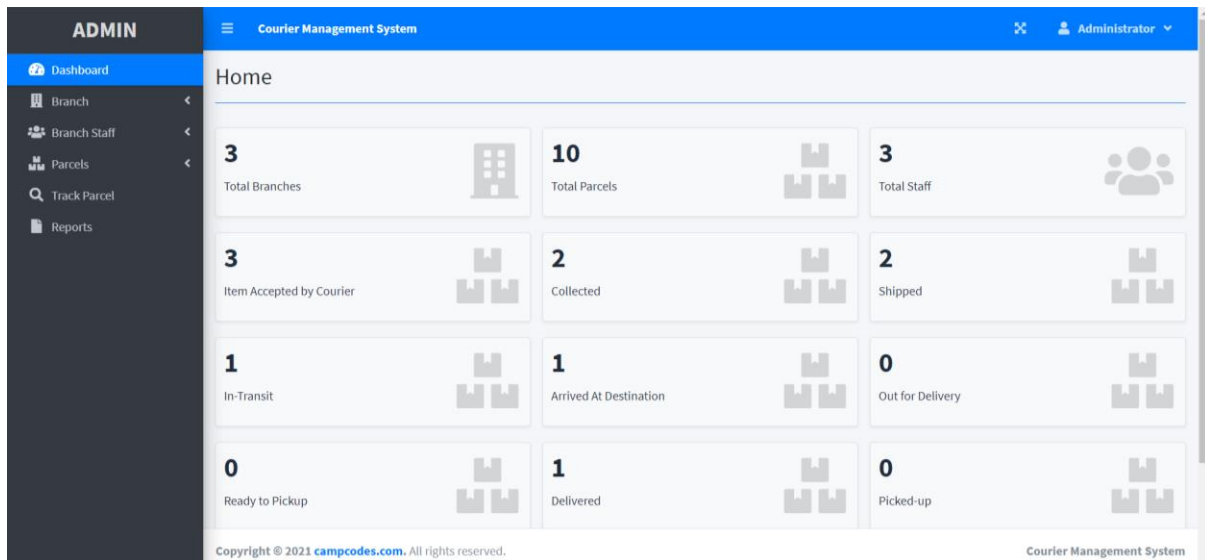 ADMIN
Courier Management System
Administrator
Dashboard
Branch
Branch Staff
Parcels
Track Parcel
Reports
Home
3
Total Branches
10
Total Parcels
3
Total Staff
3
Item Accepted by Courier
2
Collected
2
Shipped
1
In-Transit
1
Arrived At Destination
0
Out for Delivery
0
Ready to Pickup
1
Delivered
0
Picked-up
Copyright © 2021 campcodes.com. All rights reserved.
Courier Management System